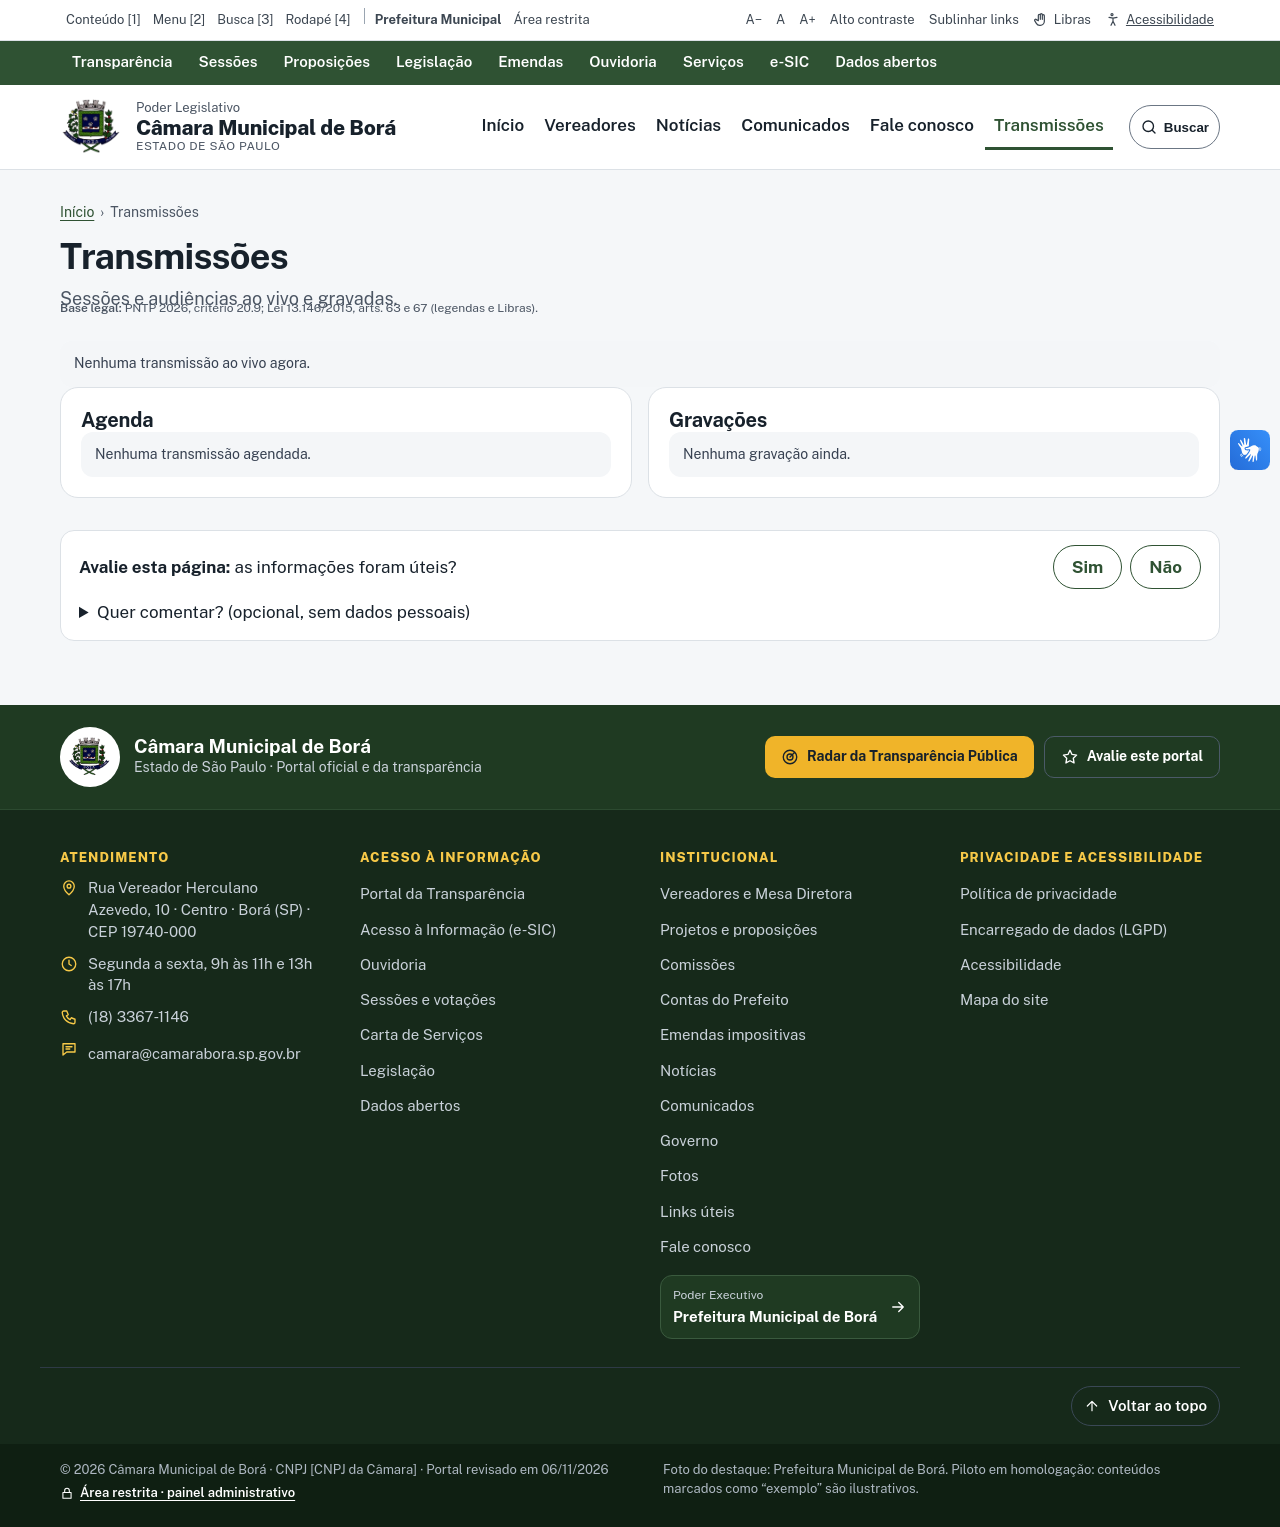 Conteúdo [1] Menu [2] Busca [3] Rodapé [4] Prefeitura Municipal Área restrita A− A A+ Alto contraste Sublinhar links Libras Acessibilidade
Transparência Sessões Proposições Legislação Emendas Ouvidoria Serviços e-SIC Dados abertos
Poder Legislativo
Câmara Municipal de Borá
ESTADO DE SÃO PAULO
Início Vereadores Notícias Comunicados Fale conosco Transmissões Buscar
Início › Transmissões
Transmissões
Sessões e audiências ao vivo e gravadas.
Base legal: PNTP 2026, critério 20.9; Lei 13.146/2015, arts. 63 e 67 (legendas e Libras).
Nenhuma transmissão ao vivo agora.
Agenda
Nenhuma transmissão agendada.
Gravações
Nenhuma gravação ainda.
Avalie esta página: as informações foram úteis?
Sim Não
Quer comentar? (opcional, sem dados pessoais)
Câmara Municipal de Borá
Estado de São Paulo · Portal oficial e da transparência
Radar da Transparência Pública
Avalie este portal
ATENDIMENTO
Rua Vereador Herculano
Azevedo, 10 · Centro · Borá (SP) ·
CEP 19740-000
Segunda a sexta, 9h às 11h e 13h
às 17h
(18) 3367-1146
camara@camarabora.sp.gov.br
ACESSO À INFORMAÇÃO
Portal da Transparência
Acesso à Informação (e-SIC)
Ouvidoria
Sessões e votações
Carta de Serviços
Legislação
Dados abertos
INSTITUCIONAL
Vereadores e Mesa Diretora
Projetos e proposições
Comissões
Contas do Prefeito
Emendas impositivas
Notícias
Comunicados
Governo
Fotos
Links úteis
Fale conosco
Poder Executivo
Prefeitura Municipal de Borá
PRIVACIDADE E ACESSIBILIDADE
Política de privacidade
Encarregado de dados (LGPD)
Acessibilidade
Mapa do site
Voltar ao topo
© 2026 Câmara Municipal de Borá · CNPJ [CNPJ da Câmara] · Portal revisado em 06/11/2026
Área restrita · painel administrativo
Foto do destaque: Prefeitura Municipal de Borá. Piloto em homologação: conteúdos
marcados como “exemplo” são ilustrativos.